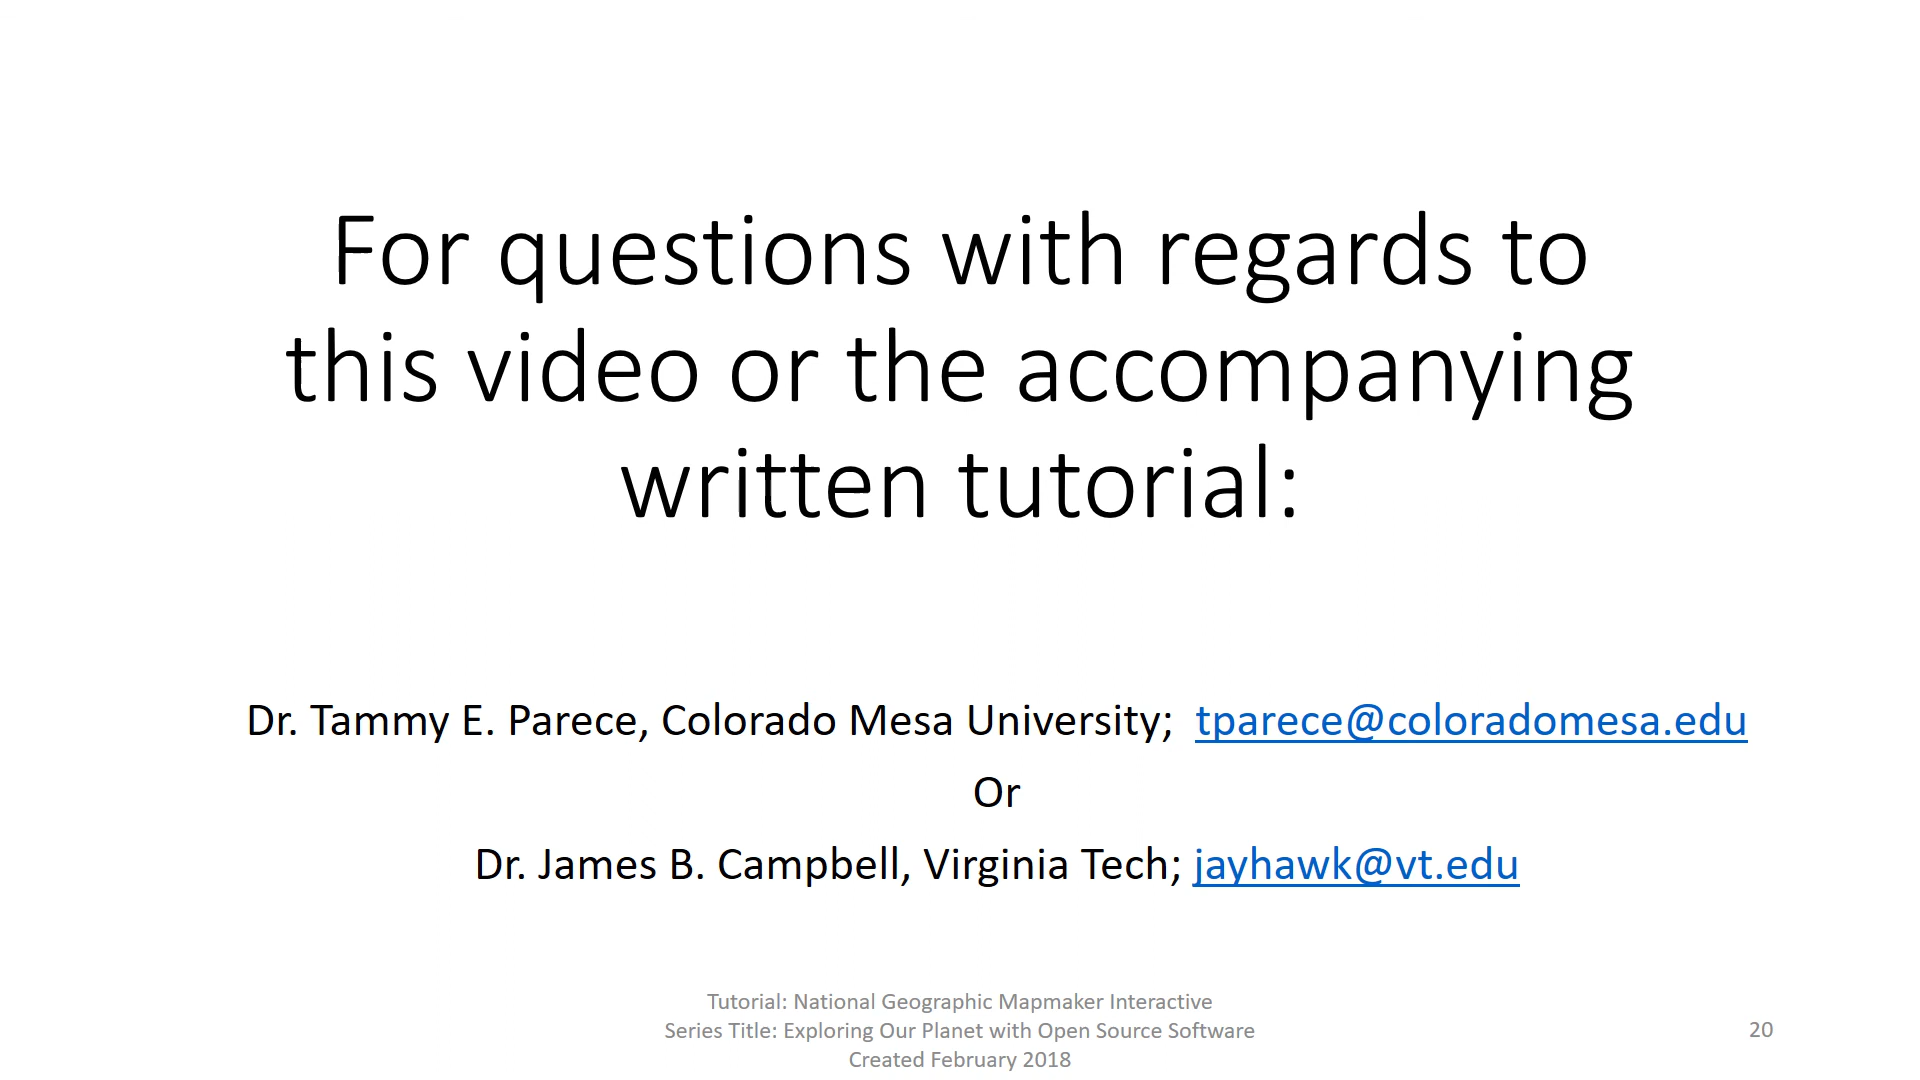 For questions with regards to
this video or the accompanying
written tutorial:
Dr. Tammy E. Parece, Colorado Mesa University; tparece@coloradomesa.edu
Or
Dr. James B. Campbell, Virginia Tech; jayhawk@vt.edu
Tutorial: National Geographic Mapmaker Interactive
Series Title: Exploring Our Planet with Open Source Software
Created February 2018
20